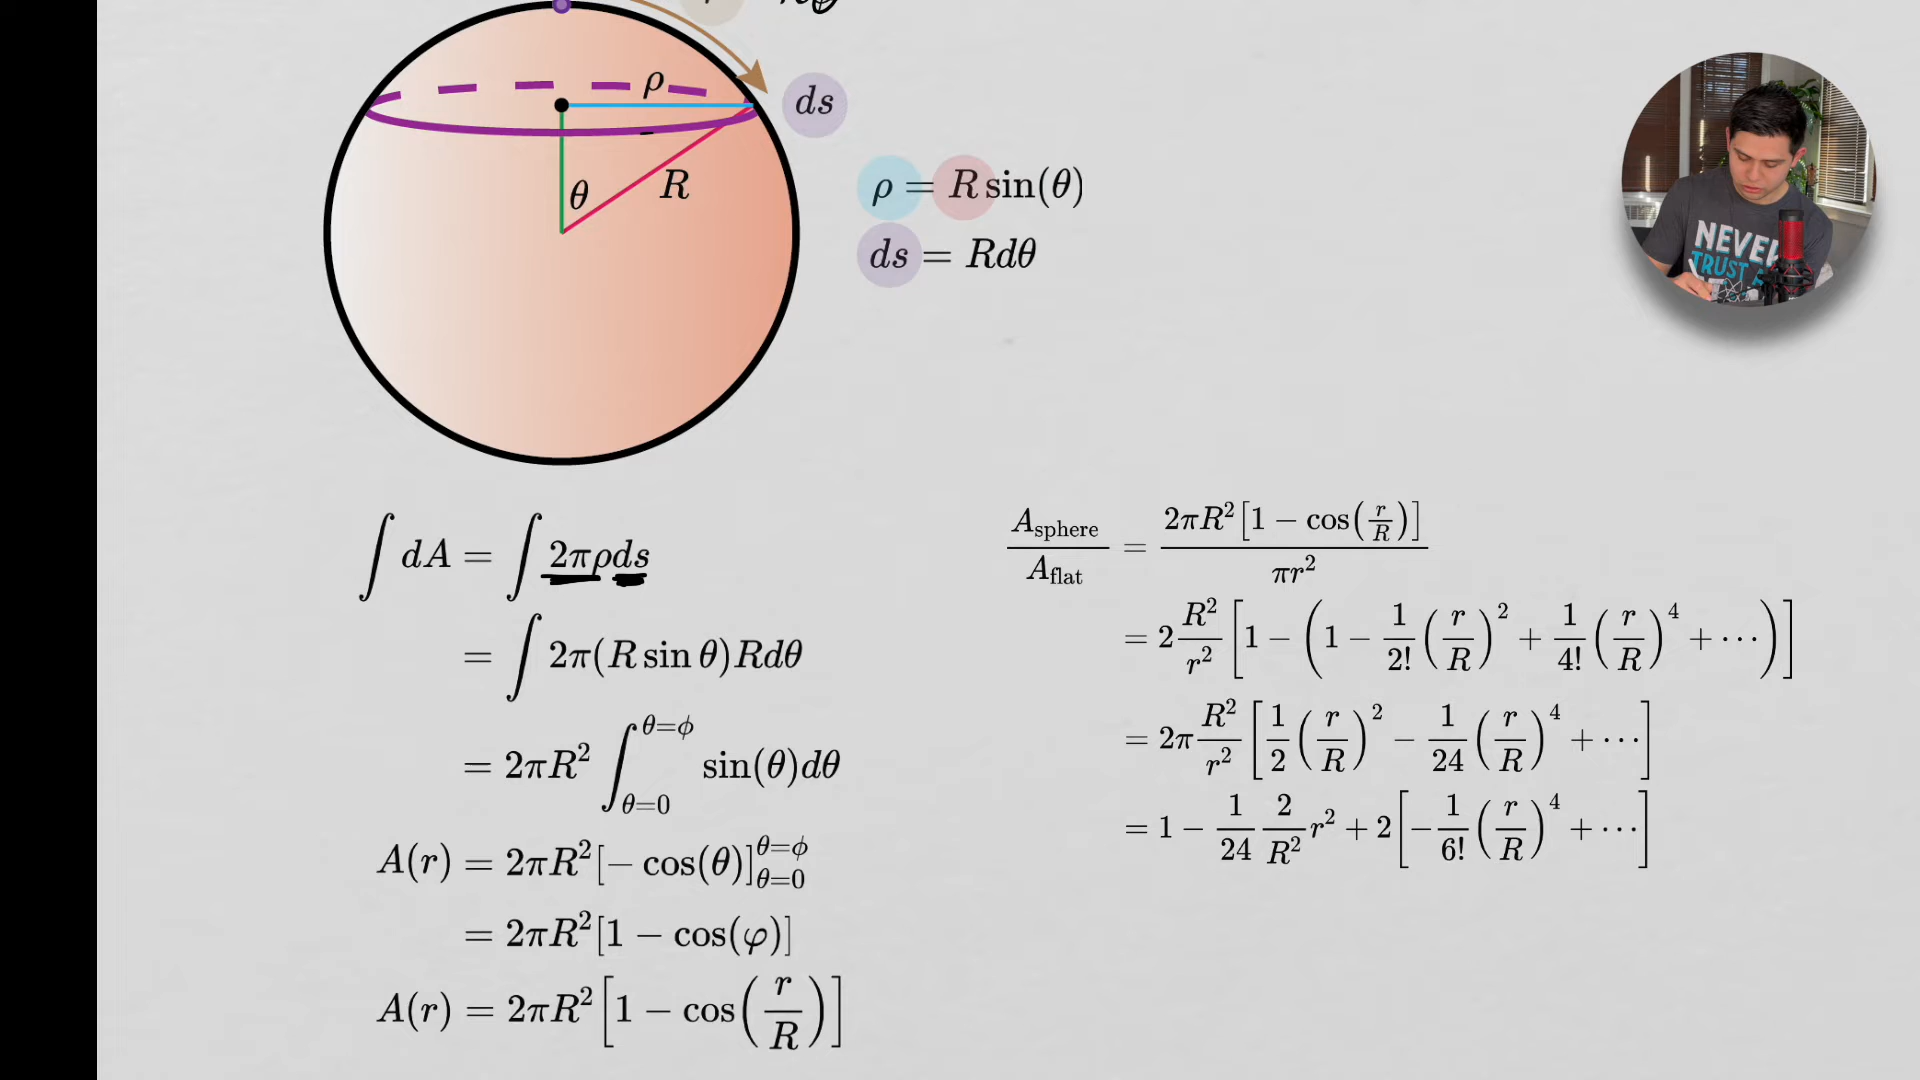 ρ
ds
θ
R
ρ = R sin(θ)
ds = Rdθ
NEVER
TRUST A
∫ dA = ∫ 2πρds
= ∫ 2π(R sin θ)Rdθ
= 2πR² ∫_{θ=0}^{θ=ϕ} sin(θ)dθ
A(r) = 2πR²[− cos(θ)]_{θ=0}^{θ=ϕ}
= 2πR²[1 − cos(φ)]
A(r) = 2πR²[1 − cos(r/R)]
A_sphere/A_flat = 2πR²[1 − cos(r/R)]/πr²
= 2 R²/r² [1 − (1 − 1/2! (r/R)² + 1/4! (r/R)⁴ + ⋯)]
= 2π R²/r² [1/2 (r/R)² − 1/24 (r/R)⁴ + ⋯]
= 1 − 1/24 2/R² r² + 2[−1/6! (r/R)⁴ + ⋯]